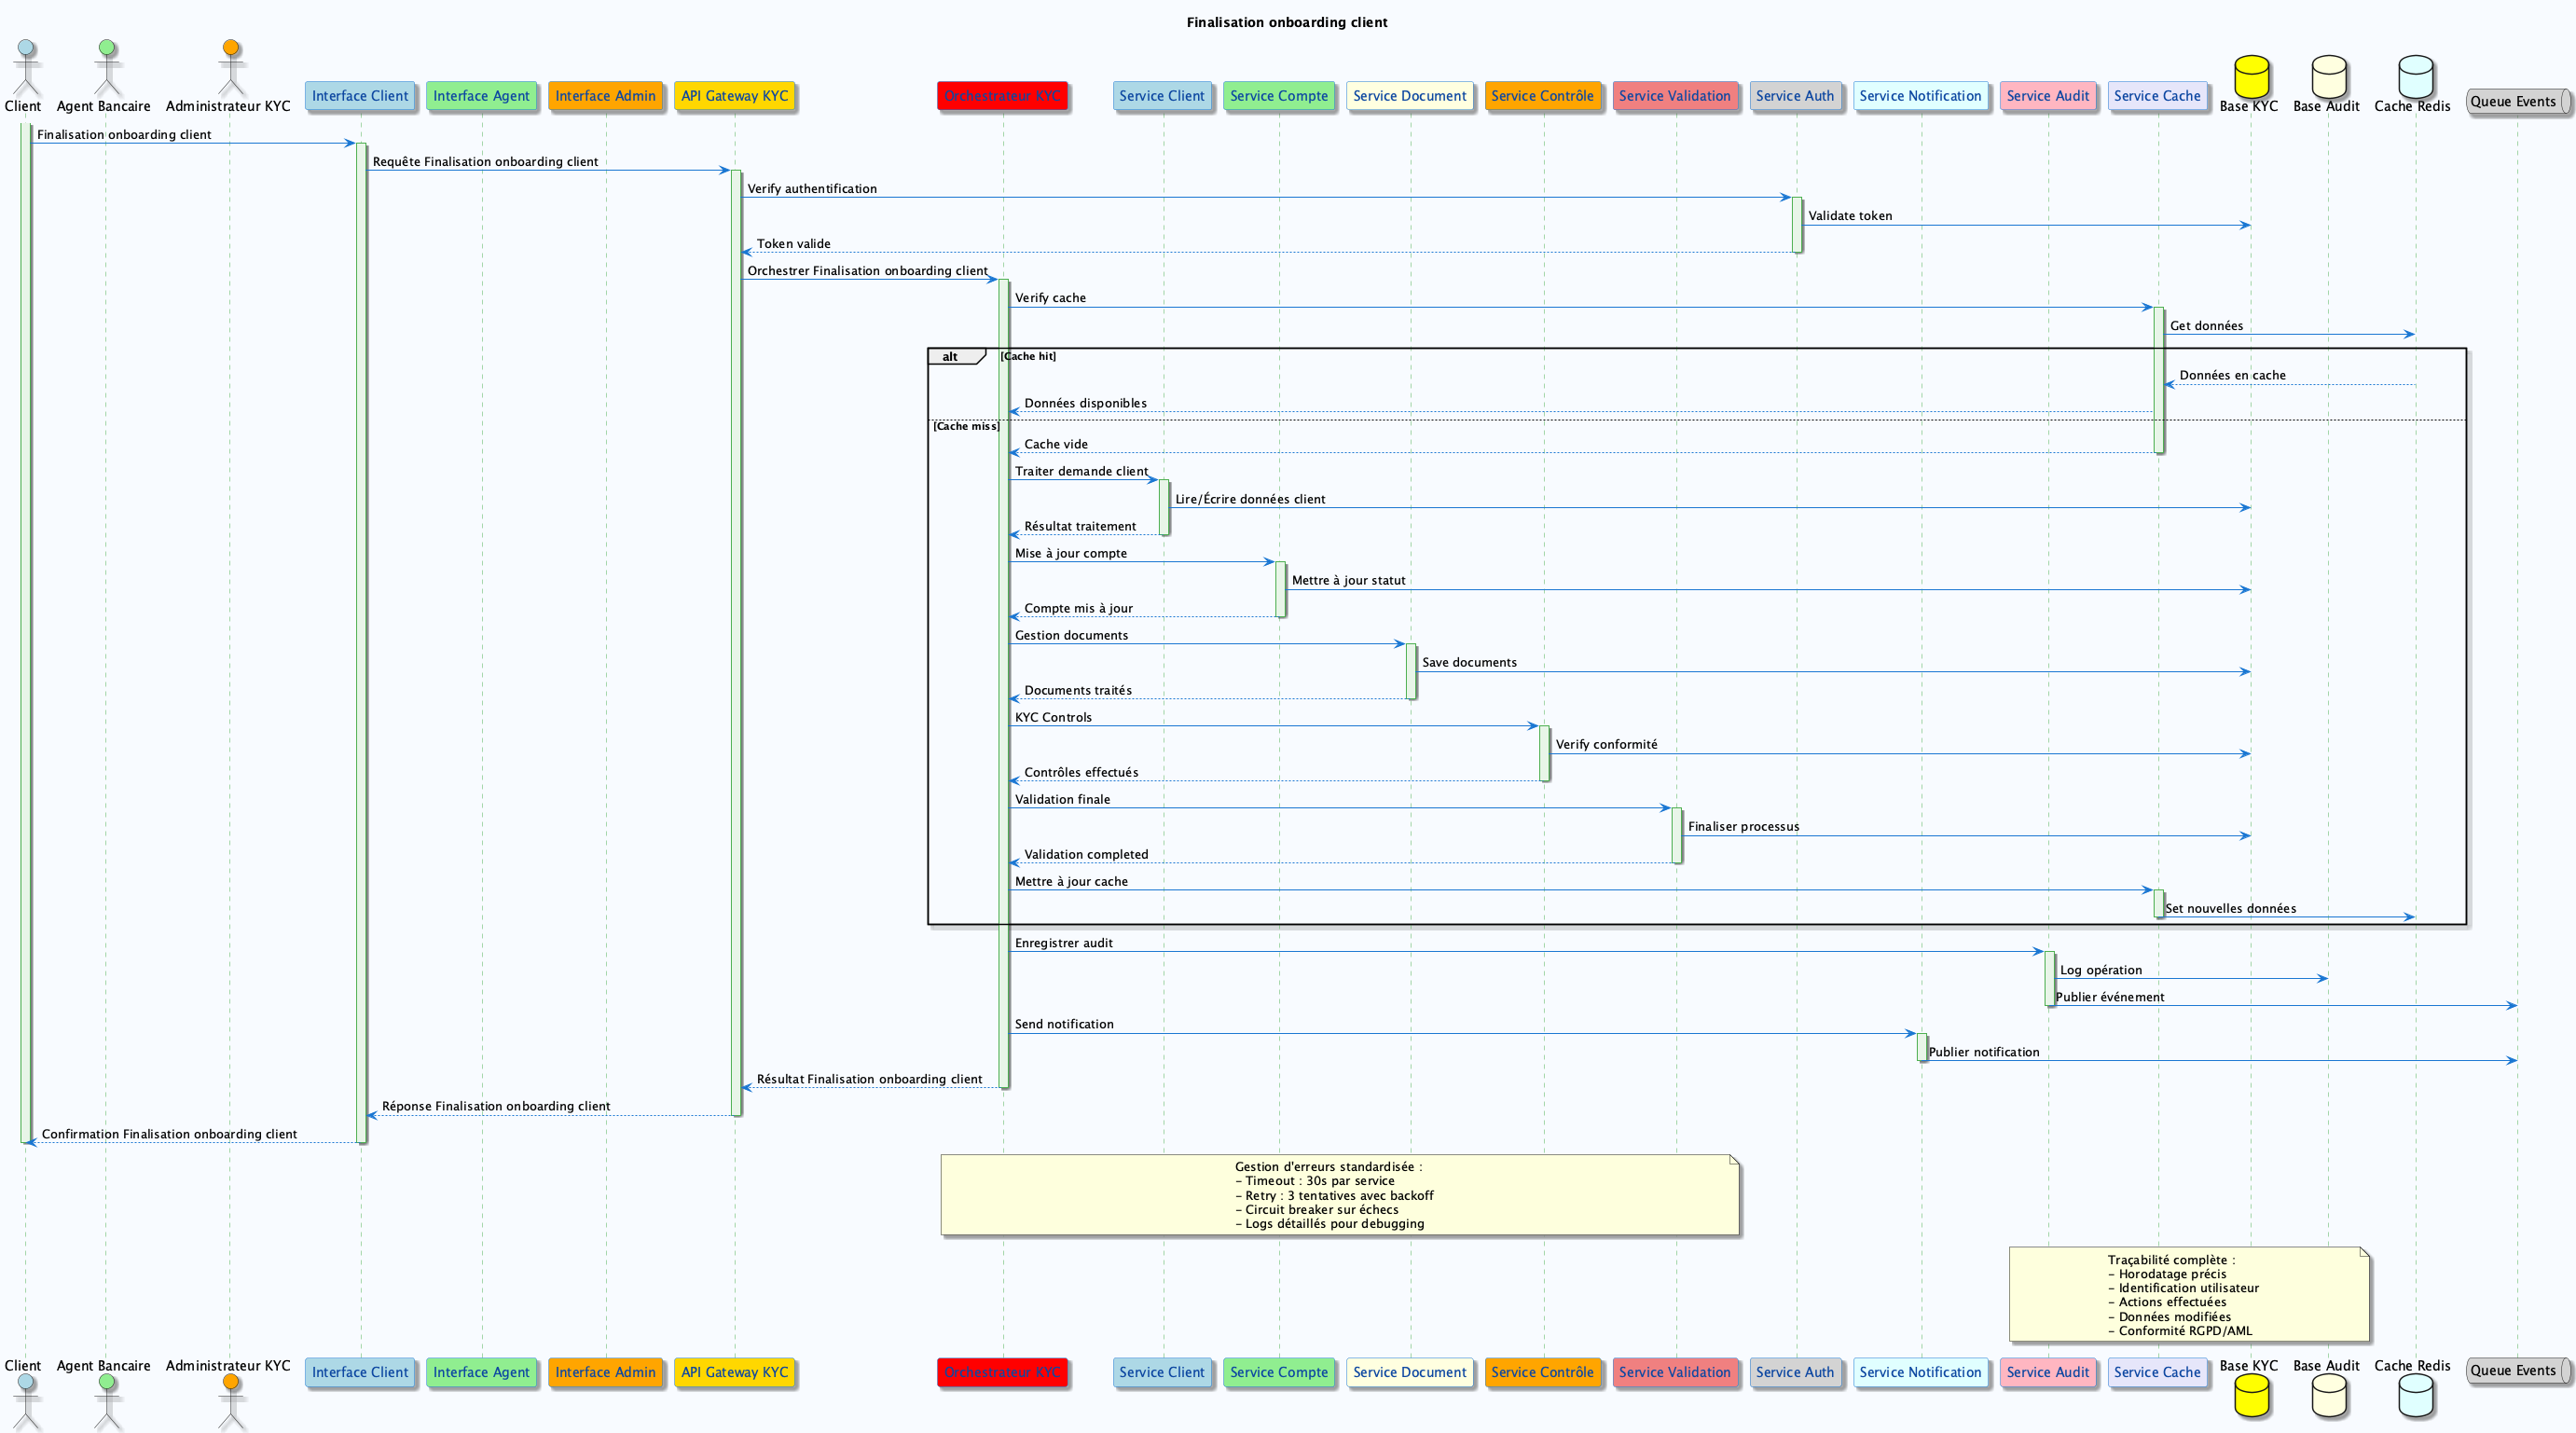 Finalisation onboarding client
Client
Agent Bancaire
Administrateur KYC
Interface Client
Interface Agent
Interface Admin
API Gateway KYC
Orchestrateur KYC
Service Client
Service Compte
Service Document
Service Contrôle
Service Validation
Service Auth
Service Notification
Service Audit
Service Cache
Base KYC
Base Audit
Cache Redis
Queue Events
Finalisation onboarding client
Requête Finalisation onboarding client
Verify authentification
Validate token
Token valide
Orchestrer Finalisation onboarding client
Verify cache
Get données
alt
[Cache hit]
Données en cache
Données disponibles
[Cache miss]
Cache vide
Traiter demande client
Lire/Écrire données client
Résultat traitement
Mise à jour compte
Mettre à jour statut
Compte mis à jour
Gestion documents
Save documents
Documents traités
KYC Controls
Verify conformité
Contrôles effectués
Validation finale
Finaliser processus
Validation completed
Mettre à jour cache
Set nouvelles données
Enregistrer audit
Log opération
Publier événement
Send notification
Publier notification
Résultat Finalisation onboarding client
Réponse Finalisation onboarding client
Confirmation Finalisation onboarding client
Gestion d'erreurs standardisée :
- Timeout : 30s par service
- Retry : 3 tentatives avec backoff
- Circuit breaker sur échecs
- Logs détaillés pour debugging
Traçabilité complète :
- Horodatage précis
- Identification utilisateur
- Actions effectuées
- Données modifiées
- Conformité RGPD/AML
Client
Agent Bancaire
Administrateur KYC
Interface Client
Interface Agent
Interface Admin
API Gateway KYC
Orchestrateur KYC
Service Client
Service Compte
Service Document
Service Contrôle
Service Validation
Service Auth
Service Notification
Service Audit
Service Cache
Base KYC
Base Audit
Cache Redis
Queue Events